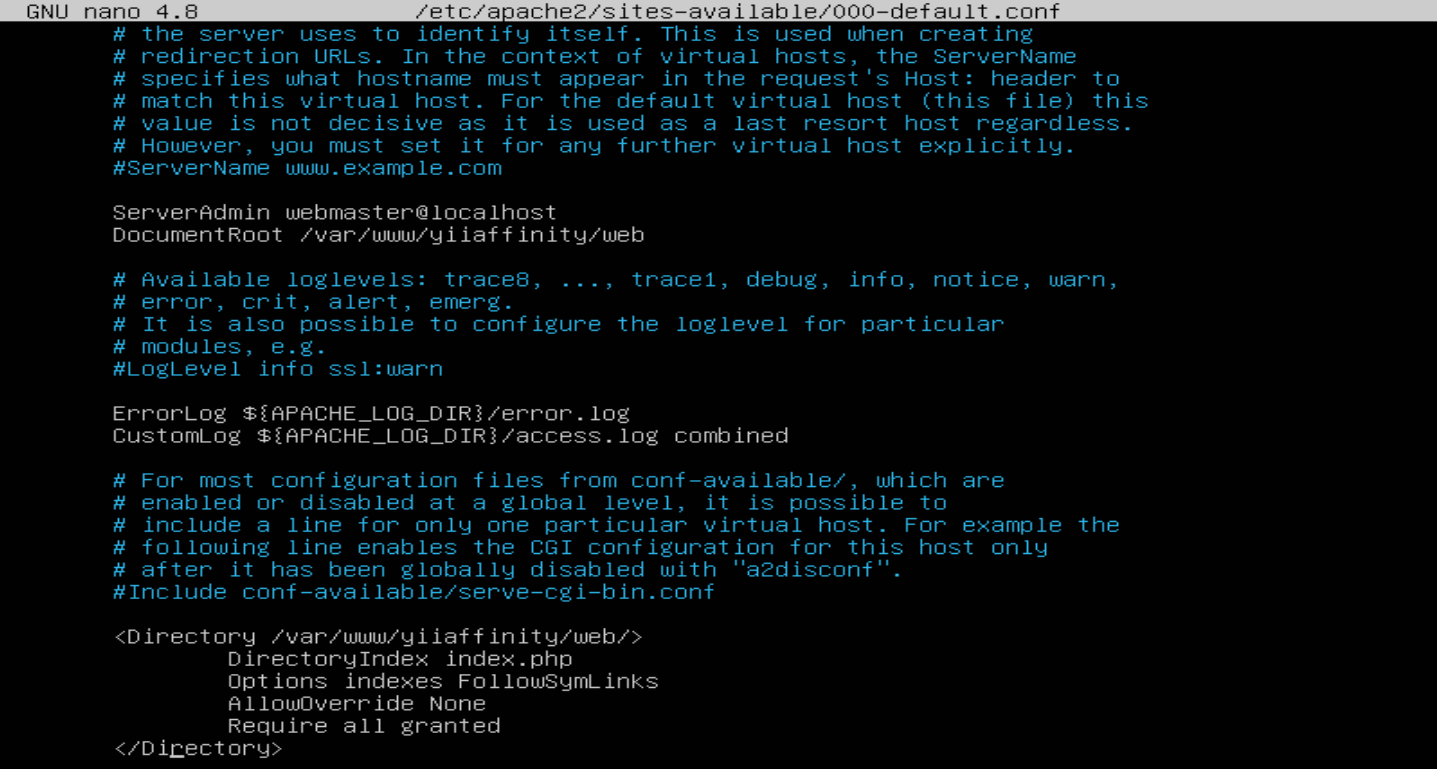 GNU nano 4.8 /etc/apache2/sites-available/000-default.conf
# the server uses to identify itself. This is used when creating
# redirection URLs. In the context of virtual hosts, the ServerName
# specifies what hostname must appear in the request's Host: header to
# match this virtual host. For the default virtual host (this file) this
# value is not decisive as it is used as a last resort host regardless.
# However, you must set it for any further virtual host explicitly.
#ServerName www.example.com
ServerAdmin webmaster@localhost
DocumentRoot /var/www/yiiaffinity/web
# Available loglevels: trace8, ..., trace1, debug, info, notice, warn,
# error, crit, alert, emerg.
# It is also possible to configure the loglevel for particular
# modules, e.g.
#LogLevel info ssl:warn
ErrorLog ${APACHE_LOG_DIR}/error.log
CustomLog ${APACHE_LOG_DIR}/access.log combined
# For most configuration files from conf-available/, which are
# enabled or disabled at a global level, it is possible to
# include a line for only one particular virtual host. For example the
# following line enables the CGI configuration for this host only
# after it has been globally disabled with "a2disconf".
#Include conf-available/serve-cgi-bin.conf
<Directory /var/www/yiiaffinity/web/>
DirectoryIndex index.php
Options indexes FollowSymLinks
AllowOverride None
Require all granted
</Directory>